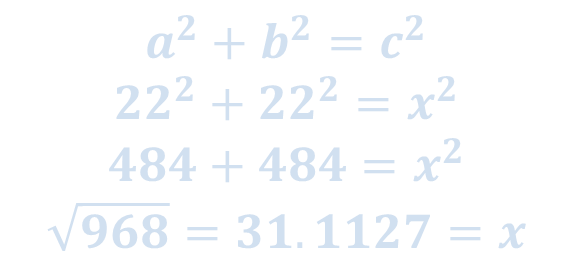 a² + b² = c²
22² + 22² = x²
484 + 484 = x²
√968 = 31.1127 = x